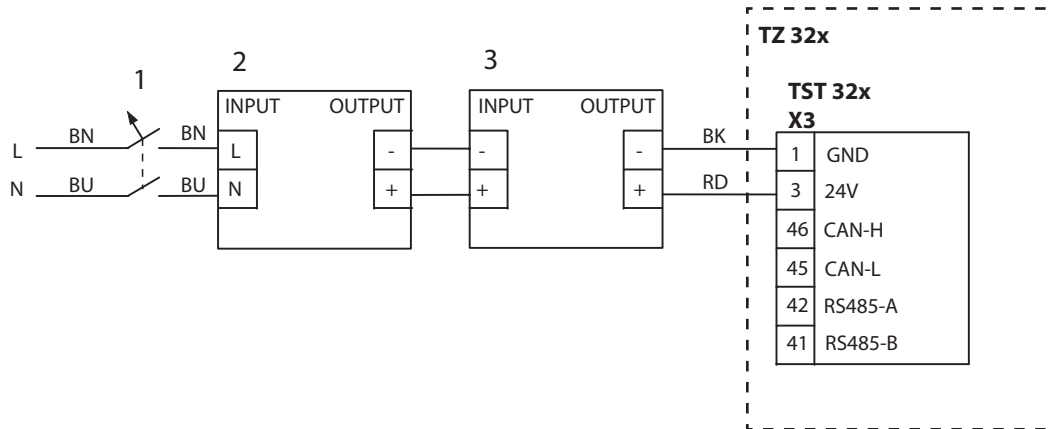 TZ 32x
1
2
3
INPUT OUTPUT
INPUT OUTPUT
TST 32x
X3
L BN BN L - - - BK 1 GND
N BU BU N + + + RD 3 24V
46 CAN-H
45 CAN-L
42 RS485-A
41 RS485-B